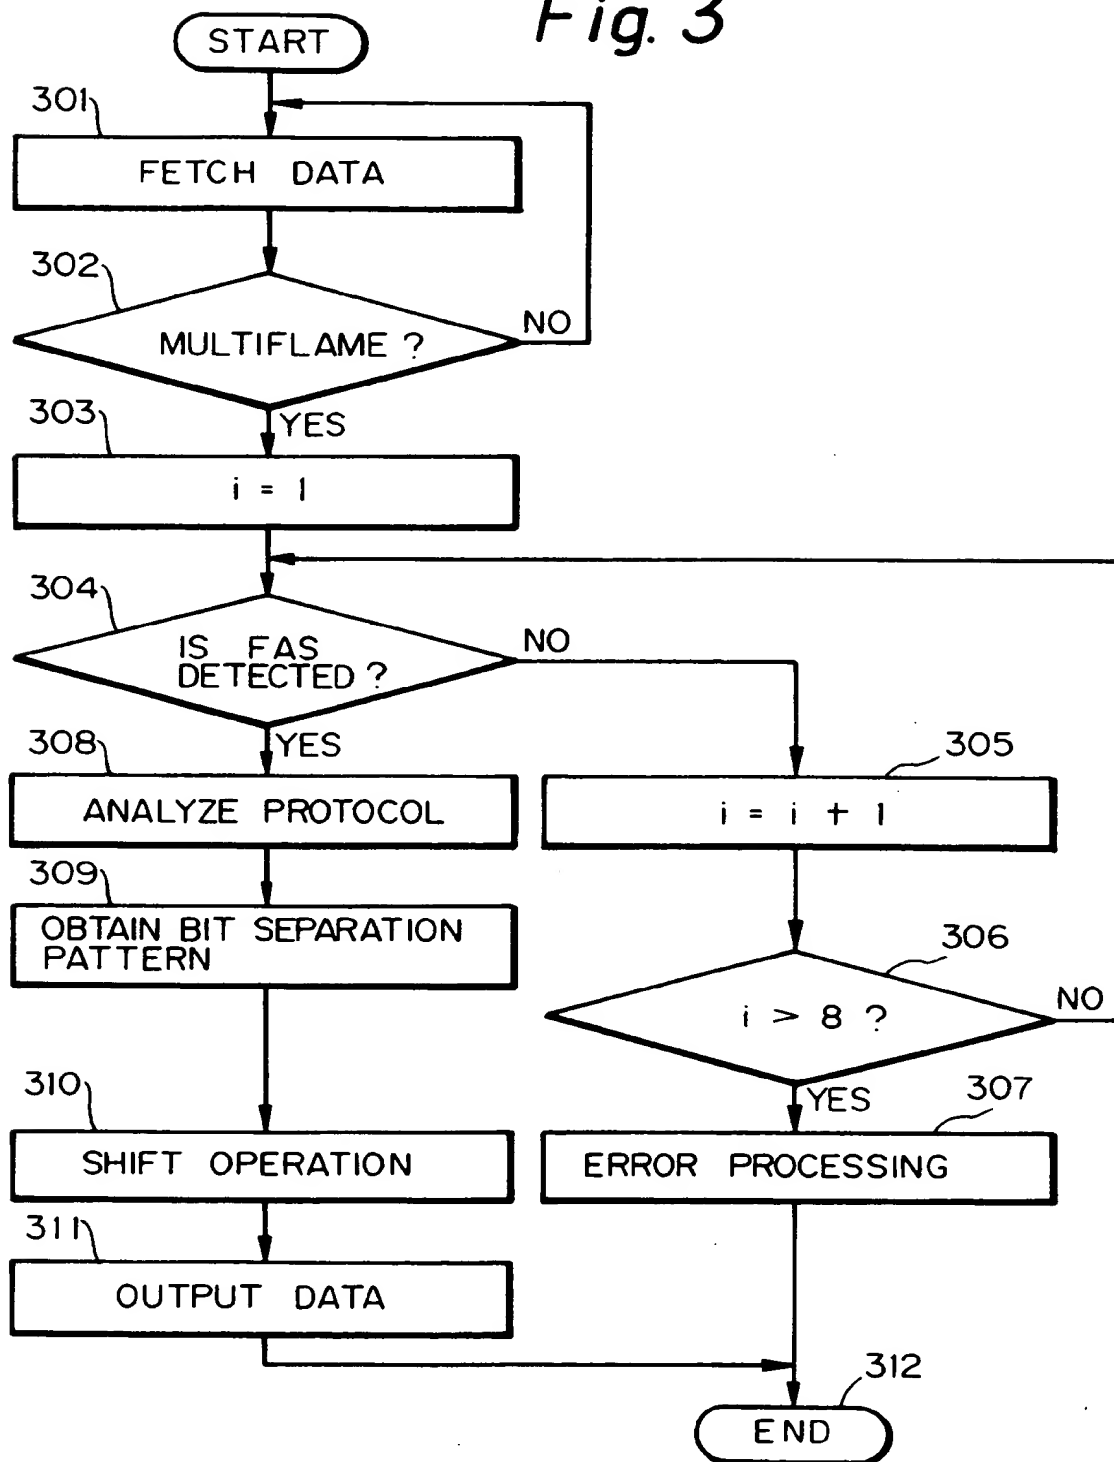 Fig. 3
START
301
FETCH DATA
302
MULTIFLAME ?
NO
YES
303
i = 1
304
IS FAS
DETECTED ?
NO
YES
308
ANALYZE PROTOCOL
305
i = i + 1
309
OBTAIN BIT SEPARATION
PATTERN
306
i > 8 ?
NO
YES
310
SHIFT OPERATION
307
ERROR PROCESSING
311
OUTPUT DATA
312
END